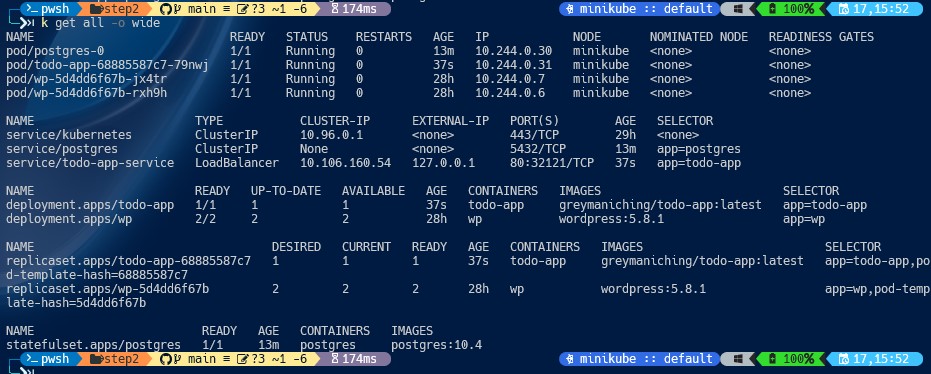 pwsh step2 main ≡ ?3 ~1 -6 174ms minikube :: default 100% 17,15:52
k get all -o wide
NAME READY STATUS RESTARTS AGE IP NODE NOMINATED NODE READINESS GATES
pod/postgres-0 1/1 Running 0 13m 10.244.0.30 minikube <none> <none>
pod/todo-app-68885587c7-79nwj 1/1 Running 0 37s 10.244.0.31 minikube <none> <none>
pod/wp-5d4dd6f67b-jx4tr 1/1 Running 0 28h 10.244.0.7 minikube <none> <none>
pod/wp-5d4dd6f67b-rxh9h 1/1 Running 0 28h 10.244.0.6 minikube <none> <none>
NAME TYPE CLUSTER-IP EXTERNAL-IP PORT(S) AGE SELECTOR
service/kubernetes ClusterIP 10.96.0.1 <none> 443/TCP 29h <none>
service/postgres ClusterIP None <none> 5432/TCP 13m app=postgres
service/todo-app-service LoadBalancer 10.106.160.54 127.0.0.1 80:32121/TCP 37s app=todo-app
NAME READY UP-TO-DATE AVAILABLE AGE CONTAINERS IMAGES SELECTOR
deployment.apps/todo-app 1/1 1 1 37s todo-app greymaniching/todo-app:latest app=todo-app
deployment.apps/wp 2/2 2 2 28h wp wordpress:5.8.1 app=wp
NAME DESIRED CURRENT READY AGE CONTAINERS IMAGES SELECTOR
replicaset.apps/todo-app-68885587c7 1 1 1 37s todo-app greymaniching/todo-app:latest app=todo-app,po
d-template-hash=68885587c7
replicaset.apps/wp-5d4dd6f67b 2 2 2 28h wp wordpress:5.8.1 app=wp,pod-temp
late-hash=5d4dd6f67b
NAME READY AGE CONTAINERS IMAGES
statefulset.apps/postgres 1/1 13m postgres postgres:10.4
pwsh step2 main ≡ ?3 ~1 -6 174ms minikube :: default 100% 17,15:52